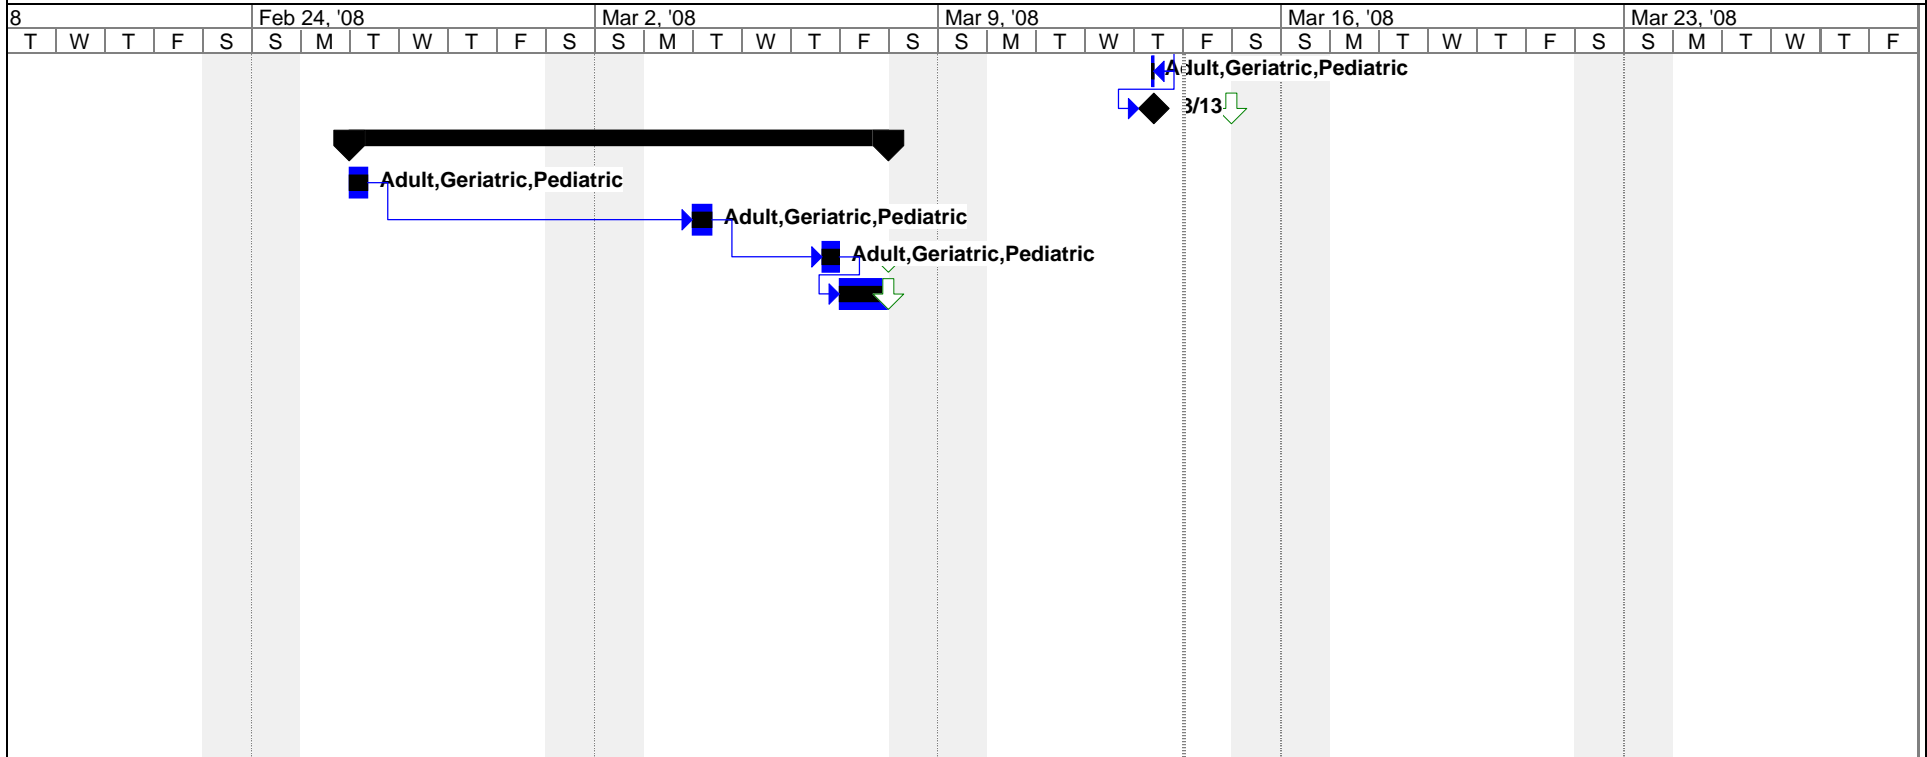 8 Feb 24, '08 Mar 2, '08 Mar 9, '08 Mar 16, '08 Mar 23, '08
T W T F S S M T W T F S S M T W T F S S M T W T F S S M T W T F S S M T W T F
Adult,Geriatric,Pediatric
3/13
Adult,Geriatric,Pediatric
Adult,Geriatric,Pediatric
Adult,Geriatric,Pediatric